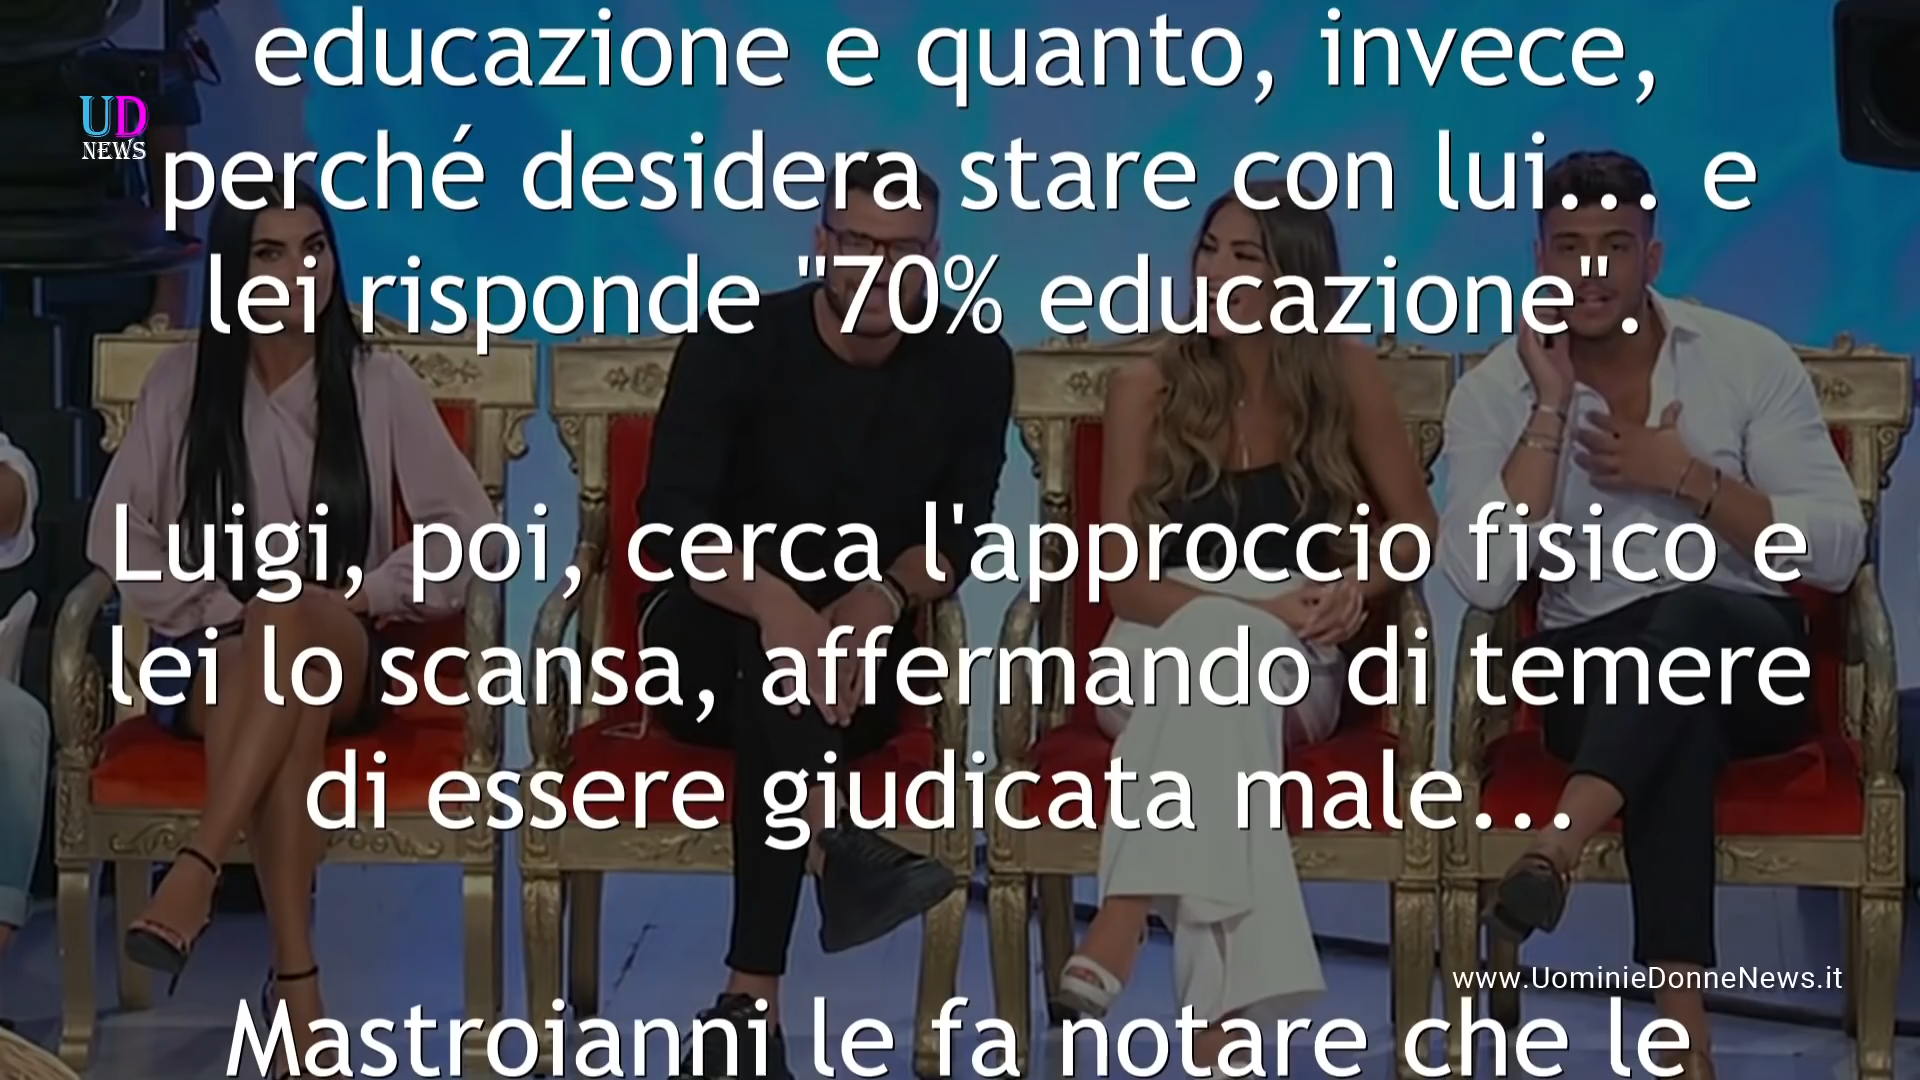 educazione e quanto, invece,
UD
NEWS
perché desidera stare con lui... e
lei risponde "70% educazione".
Luigi, poi, cerca l'approccio fisico e
lei lo scansa, affermando di temere
di essere giudicata male...
www.UominieDonneNews.it
Mastroianni le fa notare che le